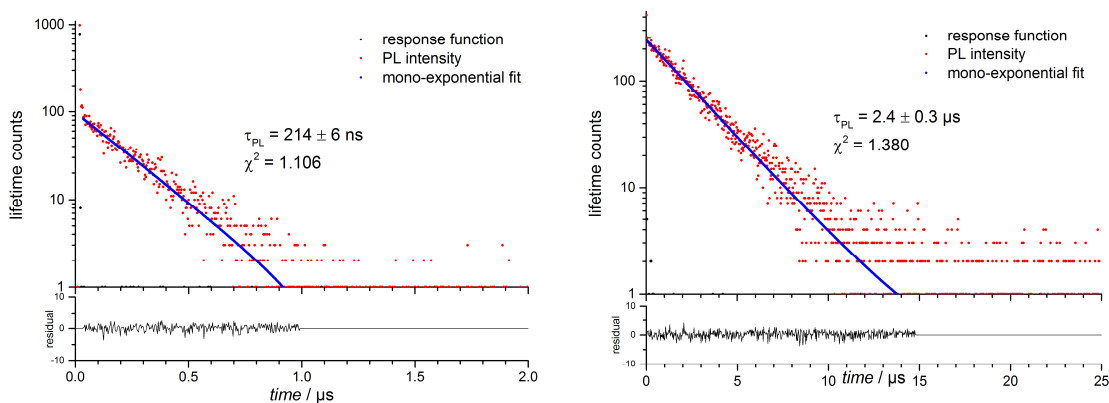 1000
100
10
1
lifetime counts
response function
PL intensity
mono-exponential fit
τPL = 214 ± 6 ns
χ² = 1.106
10
0
-10
residual
0.0 0.5 1.0 1.5 2.0
time / µs
100
10
1
lifetime counts
response function
PL intensity
mono-exponential fit
τPL = 2.4 ± 0.3 µs
χ² = 1.380
10
0
-10
residual
0 5 10 15 20 25
time / µs